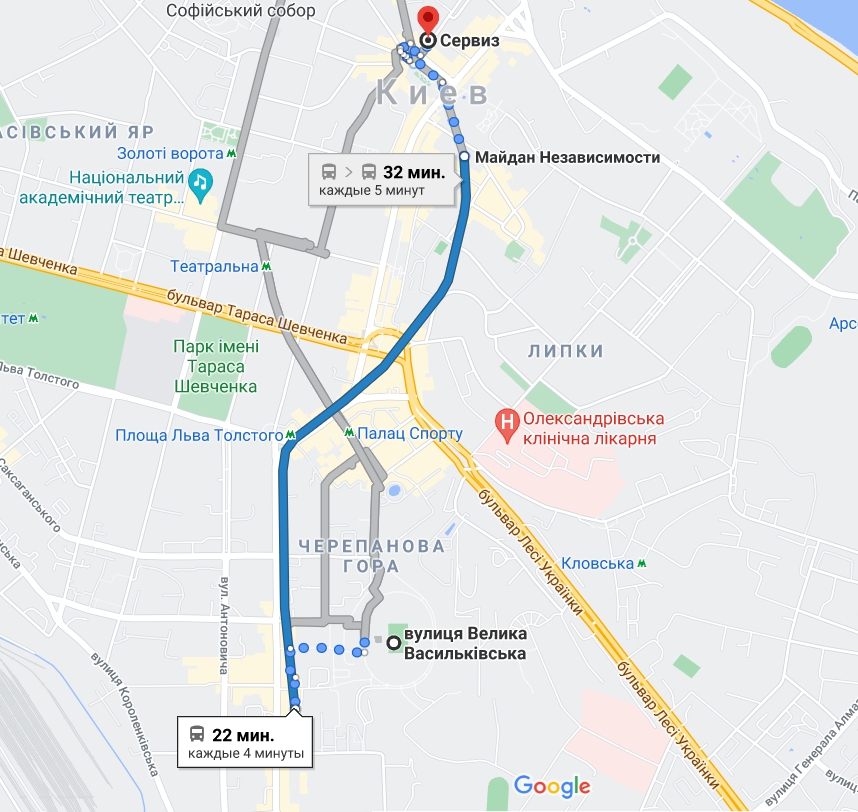 Софійський собор
Сервиз
Киев
АСІВСЬКИЙ ЯР
Золоті ворота
Майдан Независимости
32 мин.
каждые 5 минут
Національний
академічний театр...
Театральна
а Шевченка
бульвар Тараса Шевченка
тет
Арс
Парк імені
Тараса
Шевченка
ЛИПКИ
Льва Толстого
Олександрівська
клінічна лікарня
Площа Льва Толстого
Палац Спорту
Саксаганського
бульвар Лесі Українки
ЧЕРЕПАНОВА
ГОРА
Кловська
вул. Антоновича
вулиця Велика
Васильківська
вулиця Короленківська
бульвар Лесі Українки
22 мин.
каждые 4 минуты
вулиця Генерала Алма
Google